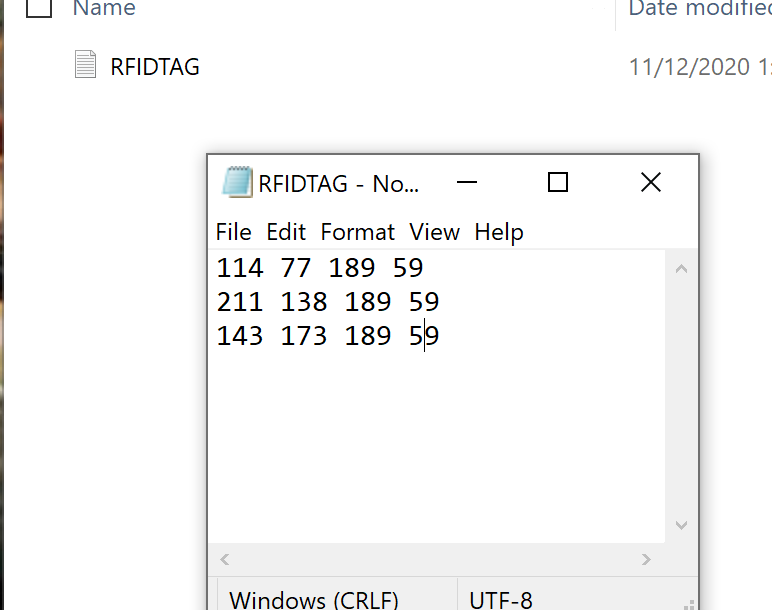 Name Date modified
RFIDTAG 11/12/2020 1:
RFIDTAG - No...
File Edit Format View Help
114 77 189 59
211 138 189 59
143 173 189 59
Windows (CRLF) UTF-8